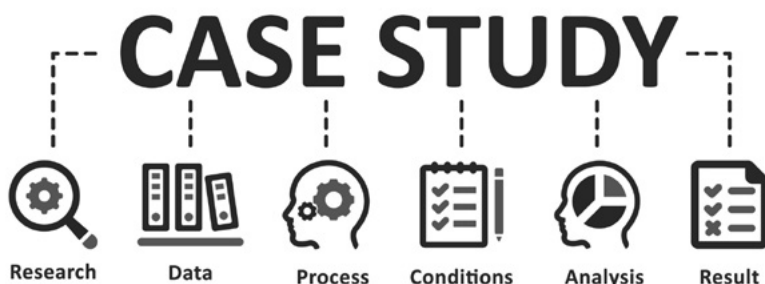 CASE STUDY
Research
Data
Process
Conditions
Analysis
Result